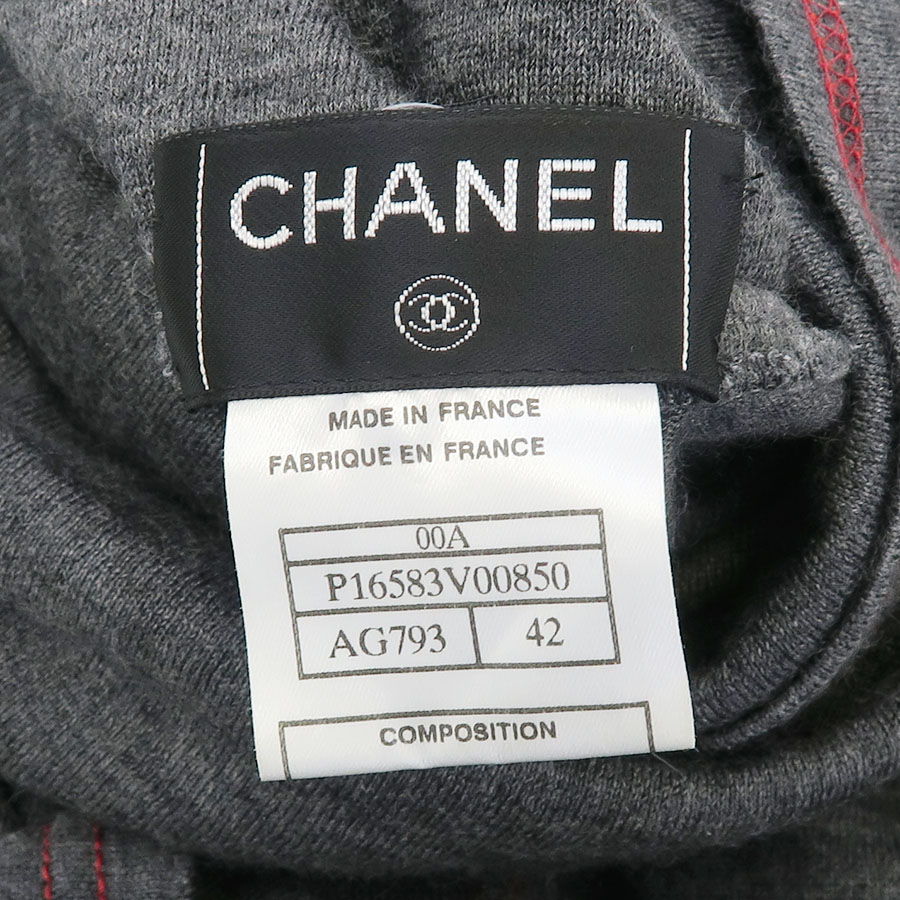 CHANEL
MADE IN FRANCE
FABRIQUE EN FRANCE
00A
P16583V00850
AG793 42
COMPOSITION